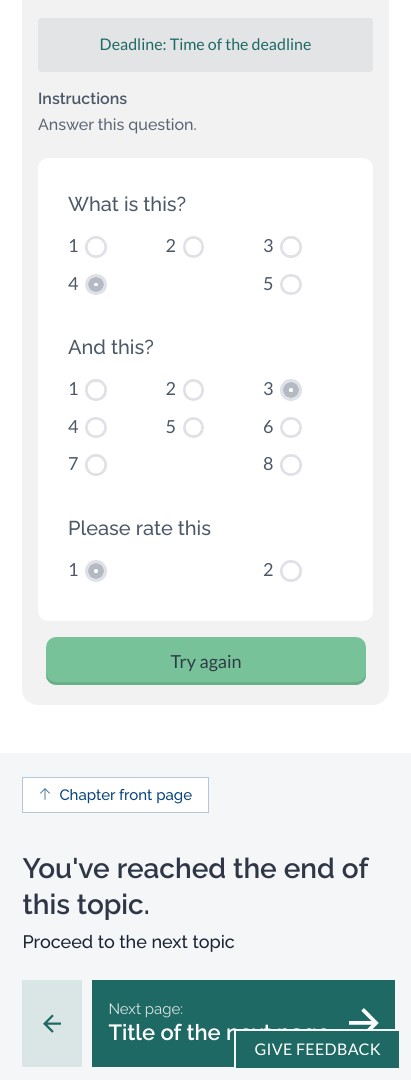 Deadline: Time of the deadline
Instructions
Answer this question.
What is this?
1 2 3
4 5
And this?
1 2 3
4 5 6
7 8
Please rate this
1 2
Try again
↑ Chapter front page
You've reached the end of
this topic.
Proceed to the next topic
Next page:
Title of the next page
GIVE FEEDBACK